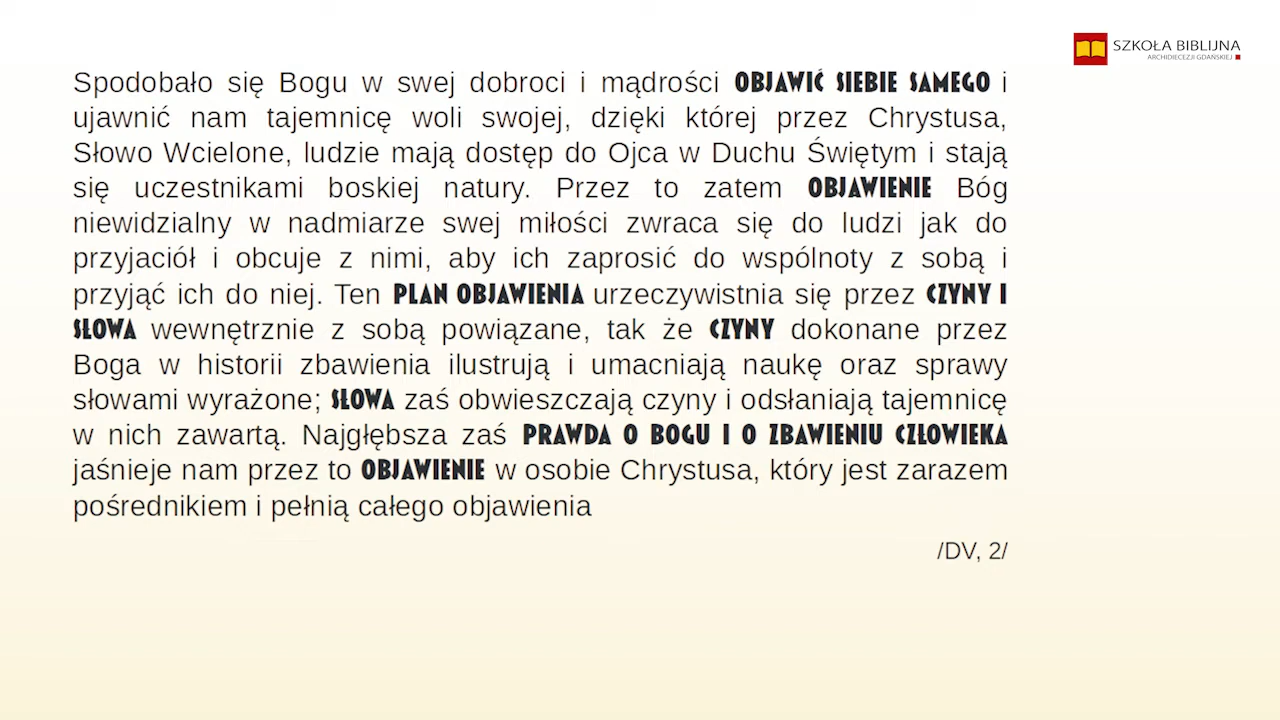 SZKOŁA BIBLIJNA
ARCHIDIECEZJI GDAŃSKIEJ
Spodobało się Bogu w swej dobroci i mądrości OBJAWIĆ SIEBIE SAMEGO i
ujawnić nam tajemnicę woli swojej, dzięki której przez Chrystusa,
Słowo Wcielone, ludzie mają dostęp do Ojca w Duchu Świętym i stają
się uczestnikami boskiej natury. Przez to zatem OBJAWIENIE Bóg
niewidzialny w nadmiarze swej miłości zwraca się do ludzi jak do
przyjaciół i obcuje z nimi, aby ich zaprosić do wspólnoty z sobą i
przyjąć ich do niej. Ten PLAN OBJAWIENIA urzeczywistnia się przez CZYNY I
SŁOWA wewnętrznie z sobą powiązane, tak że CZYNY dokonane przez
Boga w historii zbawienia ilustrują i umacniają naukę oraz sprawy
słowami wyrażone; SŁOWA zaś obwieszczają czyny i odsłaniają tajemnicę
w nich zawartą. Najgłębsza zaś PRAWDA O BOGU I O ZBAWIENIU CZŁOWIEKA
jaśnieje nam przez to OBJAWIENIE w osobie Chrystusa, który jest zarazem
pośrednikiem i pełnią całego objawienia
/DV, 2/